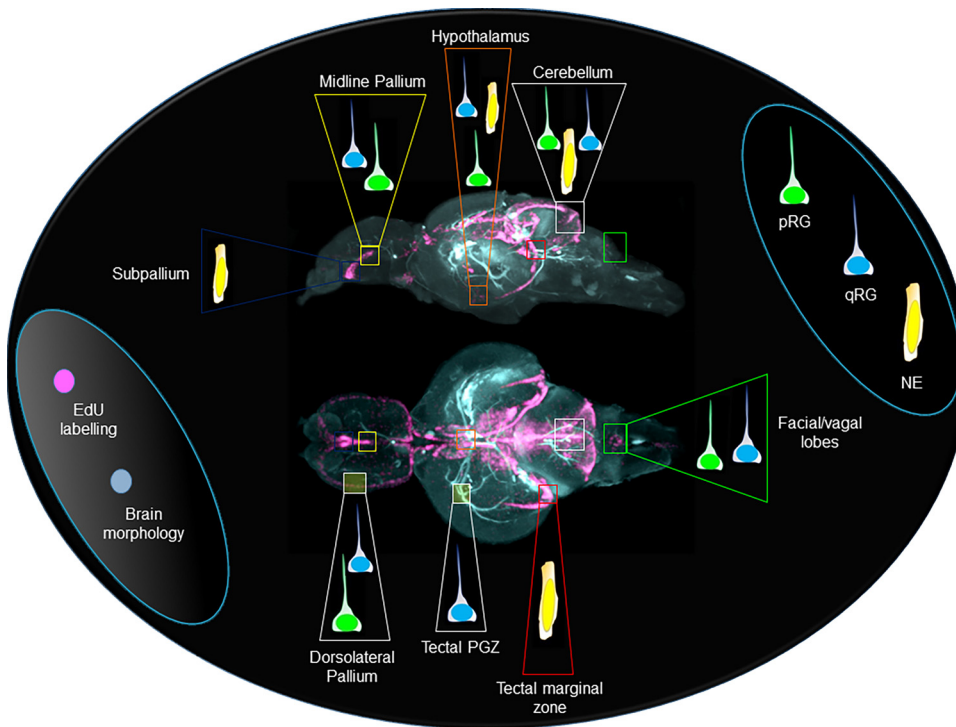 Hypothalamus
Midline Pallium
Cerebellum
Subpallium
pRG
qRG
NE
EdU
labelling
Brain
morphology
Facial/vagal
lobes
Dorsolateral
Pallium
Tectal PGZ
Tectal marginal
zone